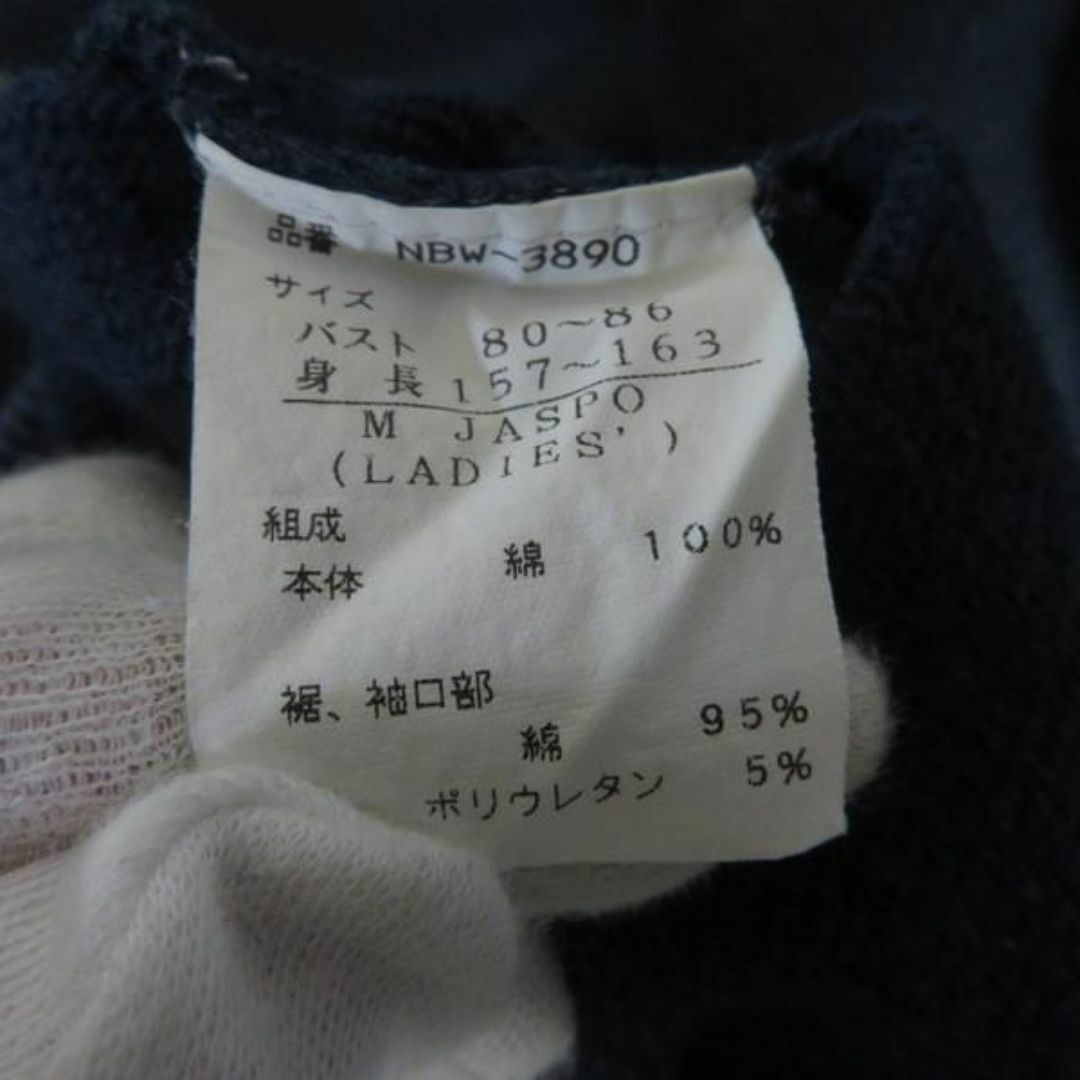 品番 NBW-3890
サイズ
バスト 80~86
身長 157~163
M JASPO
(LADIES')
組成
本体 綿 100%
裾、袖口部
綿 95%
ポリウレタン 5%